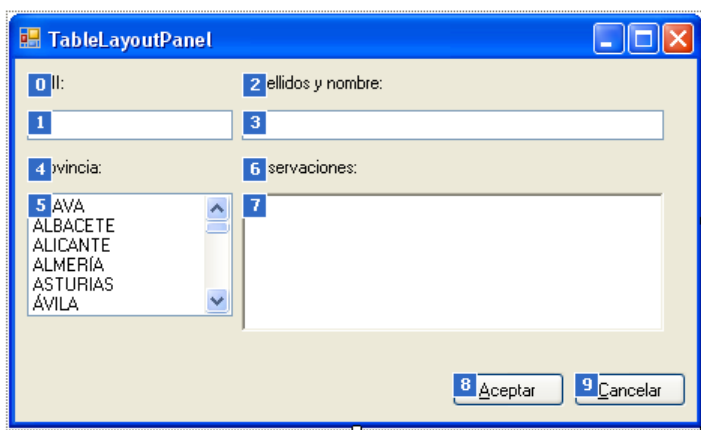 TableLayoutPanel
0 II: 2 ellidos y nombre:
1 3
4 ovincia: 6 servaciones:
5 AVA 7
ALBACETE
ALICANTE
ALMERÍA
ASTURIAS
ÁVILA
8 Aceptar 9 Cancelar